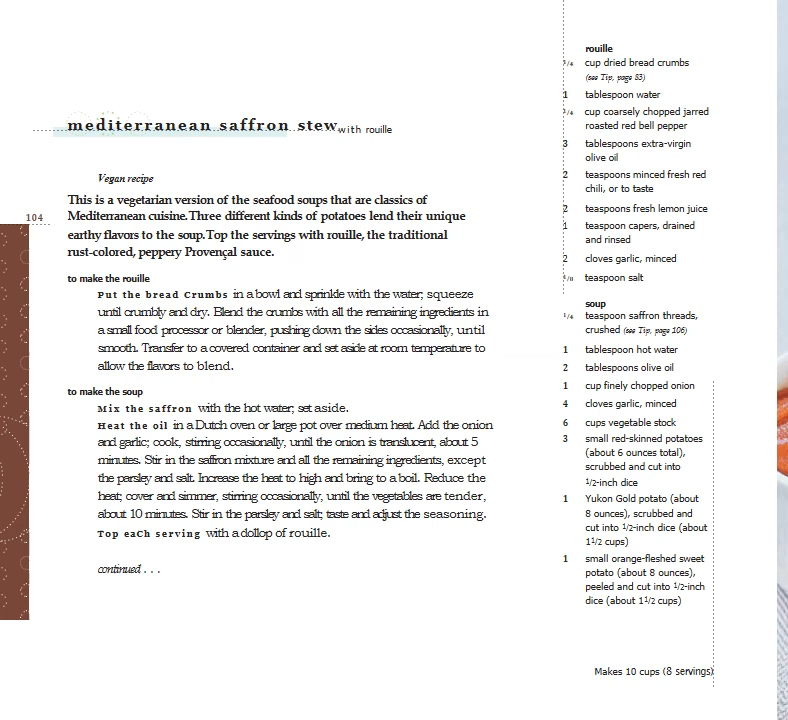 mediterranean saffron stew with rouille
Vegan recipe
This is a vegetarian version of the seafood soups that are classics of
Mediterranean cuisine. Three different kinds of potatoes lend their unique
earthy flavors to the soup. Top the servings with rouille, the traditional
rust-colored, peppery Provençal sauce.
104
to make the rouille
Put the bread Crumbs in a bowl and sprinkle with the water; squeeze
until crumbly and dry. Blend the crumbs with all the remaining ingredients in
a small food processor or blender, pushing down the sides occasionally, until
smooth. Transfer to a covered container and set aside at room temperature to
allow the flavors to blend.
to make the soup
Mix the saffron with the hot water; set aside.
Heat the oil in a Dutch oven or large pot over medium heat. Add the onion
and garlic; cook, stirring occasionally, until the onion is translucent, about 5
minutes. Stir in the saffron mixture and all the remaining ingredients, except
the parsley and salt. Increase the heat to high and bring to a boil. Reduce the
heat; cover and simmer, stirring occasionally, until the vegetables are tender,
about 10 minutes. Stir in the parsley and salt; taste and adjust the seasoning.
Top eaCh serving with a dollop of rouille.
continued . . .
rouille
cup dried bread crumbs
(see Tip, page 83)
1 tablespoon water
cup coarsely chopped jarred
roasted red bell pepper
3 tablespoons extra-virgin
olive oil
2 teaspoons minced fresh red
chili, or to taste
2 teaspoons fresh lemon juice
1 teaspoon capers, drained
and rinsed
2 cloves garlic, minced
1/8 teaspoon salt
soup
1/4 teaspoon saffron threads,
crushed (see Tip, page 106)
1 tablespoon hot water
2 tablespoons olive oil
1 cup finely chopped onion
4 cloves garlic, minced
6 cups vegetable stock
3 small red-skinned potatoes
(about 6 ounces total),
scrubbed and cut into
1/2-inch dice
1 Yukon Gold potato (about
8 ounces), scrubbed and
cut into 1/2-inch dice (about
1 1/2 cups)
1 small orange-fleshed sweet
potato (about 8 ounces),
peeled and cut into 1/2-inch
dice (about 1 1/2 cups)
Makes 10 cups (8 servings)